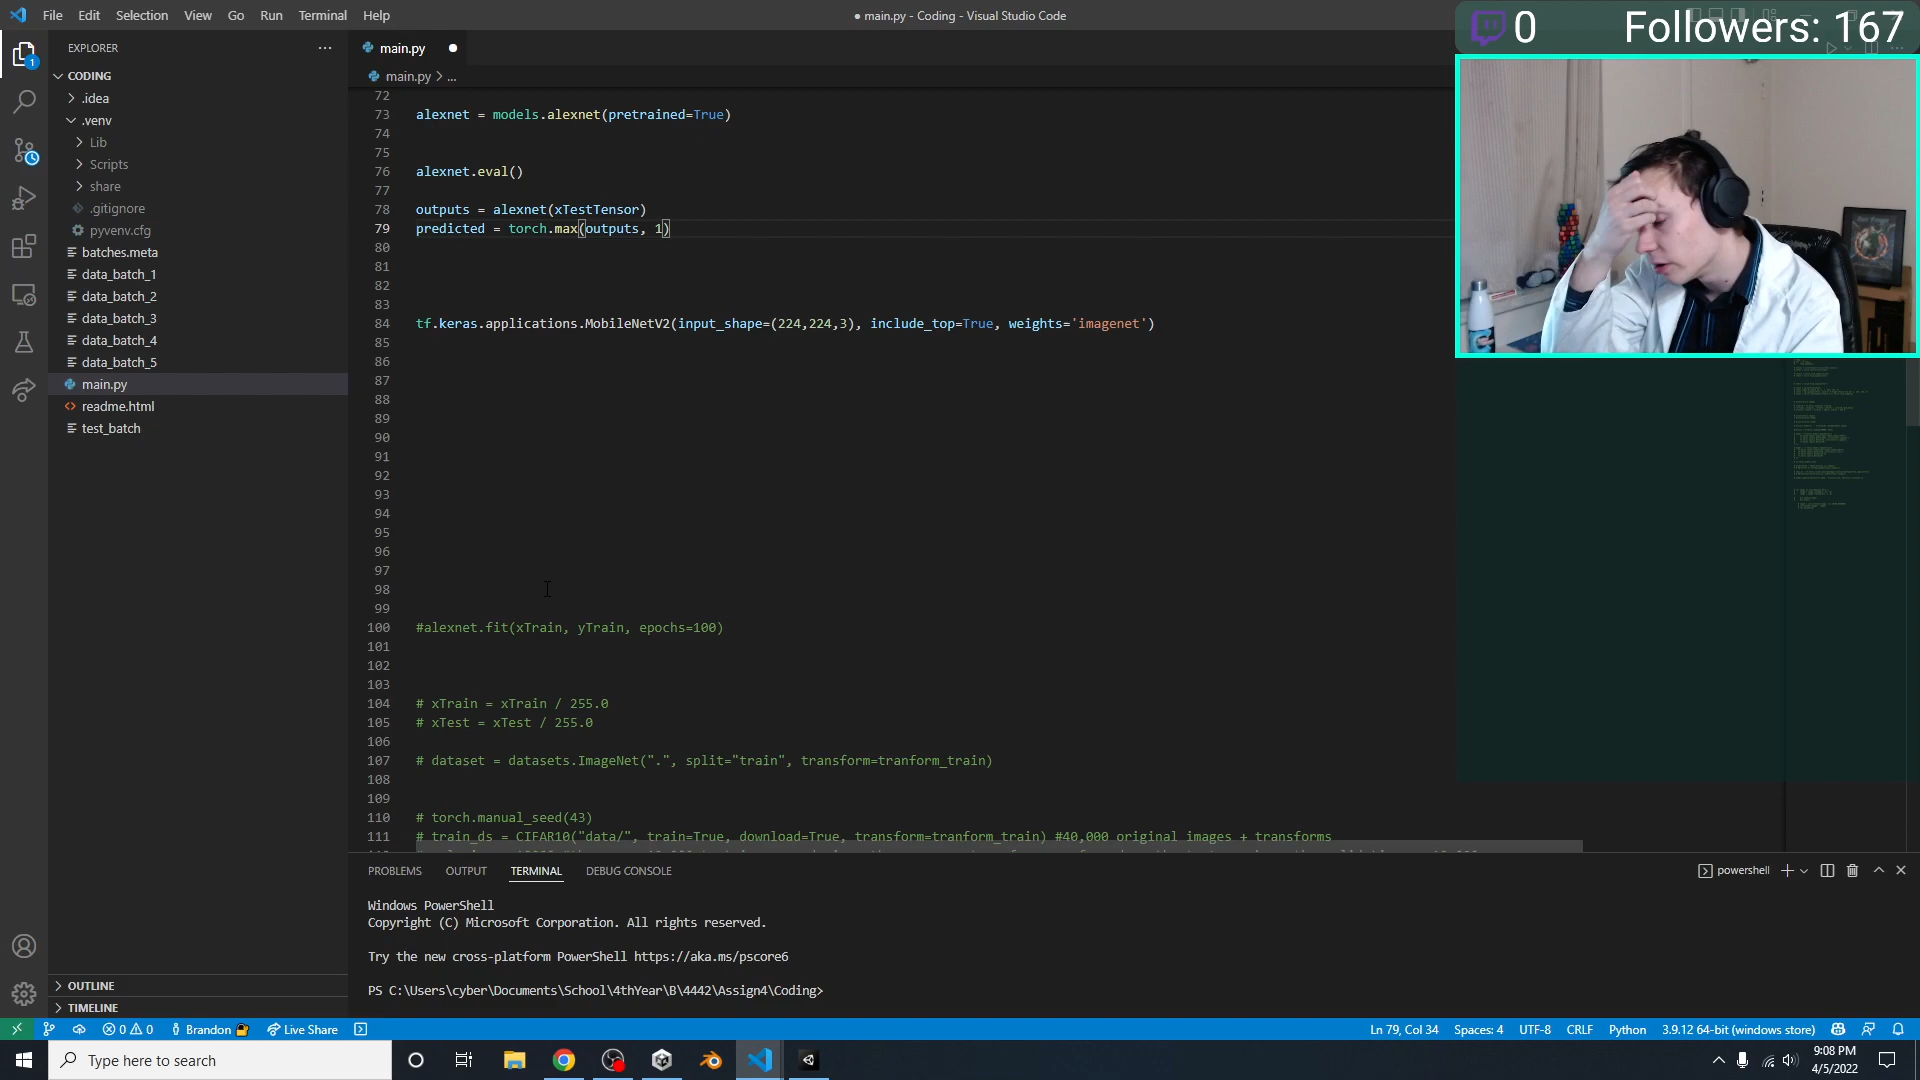 File Edit Selection View Go Run Terminal Help
● main.py - Coding - Visual Studio Code
0 Followers: 167
EXPLORER
CODING
.idea
.venv
Lib
Scripts
share
.gitignore
pyvenv.cfg
batches.meta
data_batch_1
data_batch_2
data_batch_3
data_batch_4
data_batch_5
main.py
readme.html
test_batch
OUTLINE
TIMELINE
main.py
main.py > ...
72
73 alexnet = models.alexnet(pretrained=True)
74
75
76 alexnet.eval()
77
78 outputs = alexnet(xTestTensor)
79 predicted = torch.max(outputs, 1)
80
81
82
83
84 tf.keras.applications.MobileNetV2(input_shape=(224,224,3), include_top=True, weights='imagenet')
85
86
87
88
89
90
91
92
93
94
95
96
97
98
99
100 #alexnet.fit(xTrain, yTrain, epochs=100)
101
102
103
104 # xTrain = xTrain / 255.0
105 # xTest = xTest / 255.0
106
107 # dataset = datasets.ImageNet(".", split="train", transform=tranform_train)
108
109
110 # torch.manual_seed(43)
111 # train_ds = CIFAR10("data/", train=True, download=True, transform=tranform_train) #40,000 original images + transforms
PROBLEMS OUTPUT TERMINAL DEBUG CONSOLE
powershell
Windows PowerShell
Copyright (C) Microsoft Corporation. All rights reserved.
Try the new cross-platform PowerShell https://aka.ms/pscore6
PS C:\Users\cyber\Documents\School\4thYear\B\4442\Assign4\Coding>
0 0 Brandon Live Share
Ln 79, Col 34 Spaces: 4 UTF-8 CRLF Python 3.9.12 64-bit (windows store)
Type here to search
9:08 PM
4/5/2022